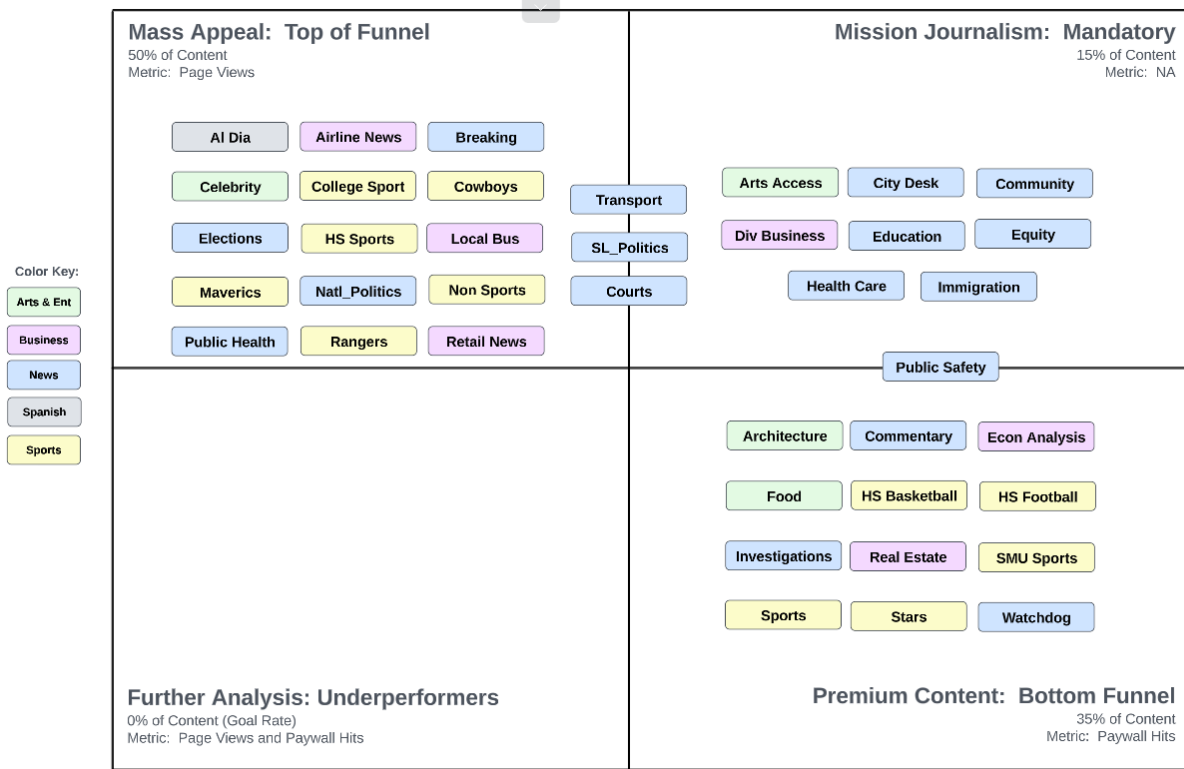 Mass Appeal:  Top of Funnel
50% of Content
Metric:  Page Views
Mission Journalism:  Mandatory
15% of Content
Metric:  NA
Al Dia
Airline News
Breaking
Celebrity
College Sport
Cowboys
Elections
HS Sports
Local Bus
Maverics
Natl_Politics
Non Sports
Public Health
Rangers
Retail News
Transport
SL_Politics
Courts
Arts Access
City Desk
Community
Div Business
Education
Equity
Health Care
Immigration
Public Safety
Color Key:
Arts & Ent
Business
News
Spanish
Sports
Architecture
Commentary
Econ Analysis
Food
HS Basketball
HS Football
Investigations
Real Estate
SMU Sports
Sports
Stars
Watchdog
Further Analysis: Underperformers
0% of Content (Goal Rate)
Metric:  Page Views and Paywall Hits
Premium Content:  Bottom Funnel
35% of Content
Metric:  Paywall Hits